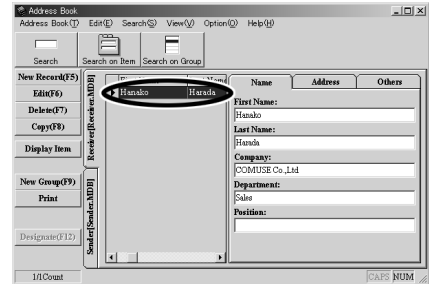 Address Book
Address Book(T) Edit(E) Search(S) View(V) Option(O) Help(H)
Search Search on Item Search on Group
New Record(F5)
Edit(F6)
Delete(F7)
Copy(F8)
Display Item
New Group(F9)
Print
Designate(F12)
Receiver[Receiver.MDB]
Sender[Sender.MDB]
Hanako Harada
Name Address Others
First Name:
Hanako
Last Name:
Harada
Company:
COMUSE Co.,Ltd
Department:
Sales
Position:
1/1Count CAPS NUM